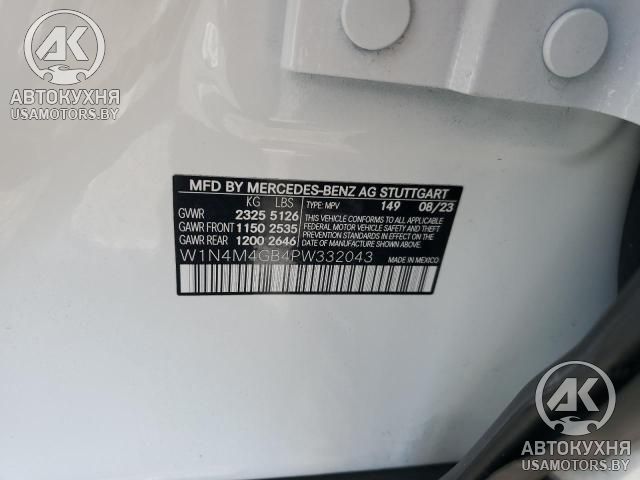 АК
АВТОКУХНЯ
USAMOTORS.BY
MFD BY MERCEDES-BENZ AG STUTTGART
KG LBS TYPE: MPV 149 08/23
GVWR 2325 5126 THIS VEHICLE CONFORMS TO ALL APPLICABLE
GAWR FRONT 1150 2535 FEDERAL MOTOR VEHICLE SAFETY, BUMPER, AND THEFT
GAWR REAR 1200 2646 PREVENTION STANDARDS IN EFFECT ON THE DATE OF MANUFACTURE SHOWN ABOVE.
W1N4M4GB4PW332043 MADE IN MEXICO
АК
АВТОКУХНЯ
USAMOTORS.BY